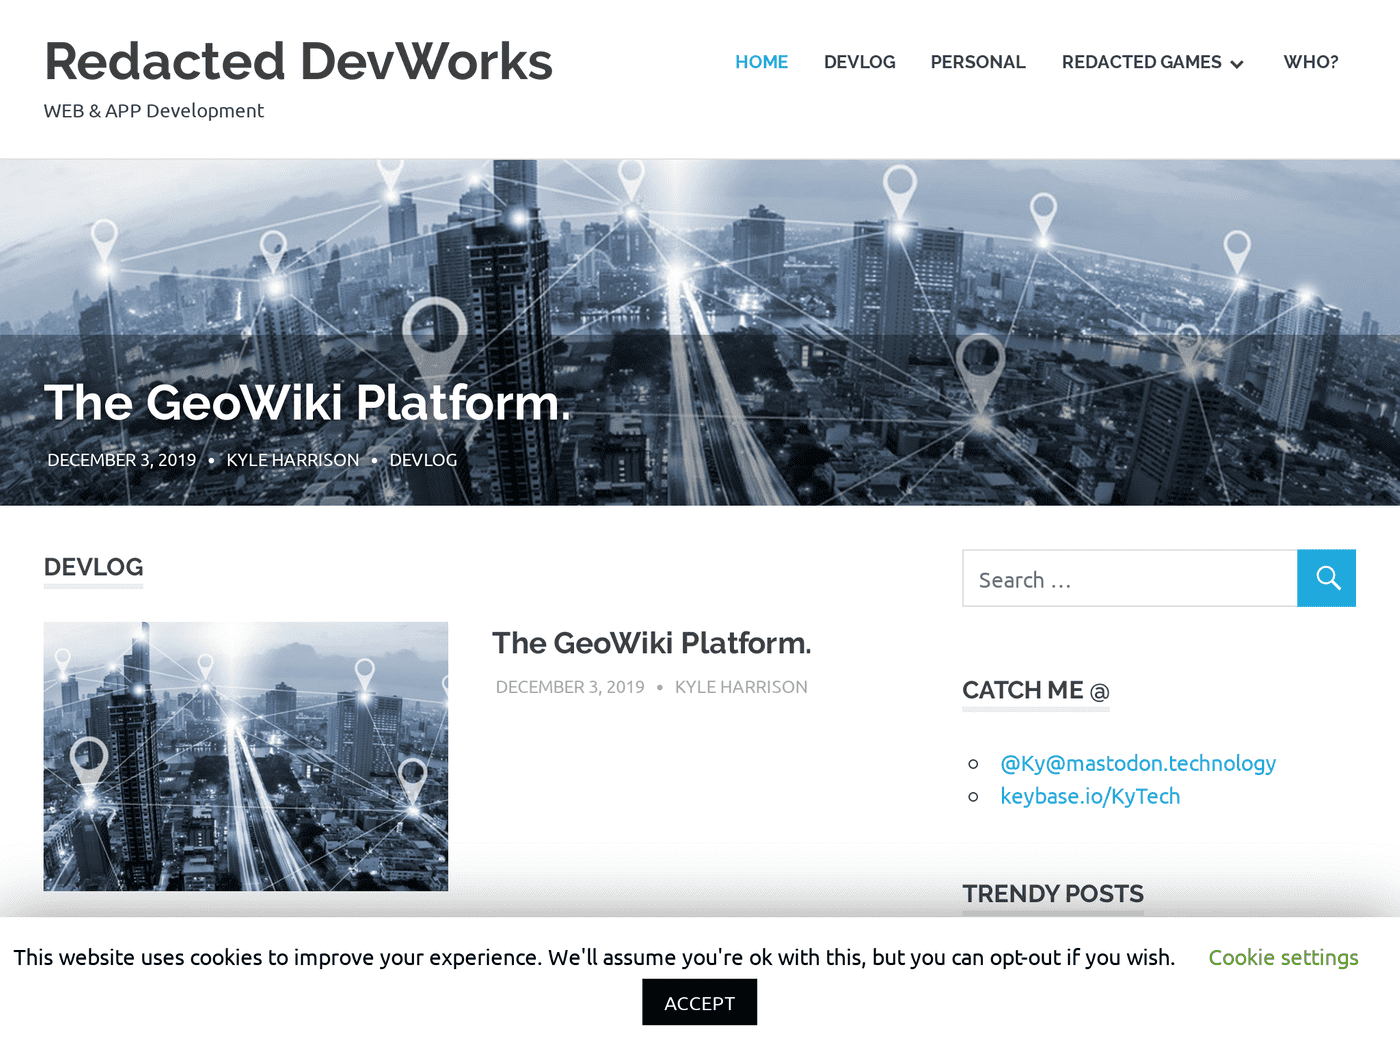 Redacted DevWorks
WEB & APP Development
HOME
DEVLOG
PERSONAL
REDACTED GAMES
WHO?
The GeoWiki Platform.
DECEMBER 3, 2019 • KYLE HARRISON • DEVLOG
DEVLOG
The GeoWiki Platform.
DECEMBER 3, 2019 • KYLE HARRISON
Search …
CATCH ME @
@Ky@mastodon.technology
keybase.io/KyTech
TRENDY POSTS
This website uses cookies to improve your experience. We'll assume you're ok with this, but you can opt-out if you wish. Cookie settings
ACCEPT